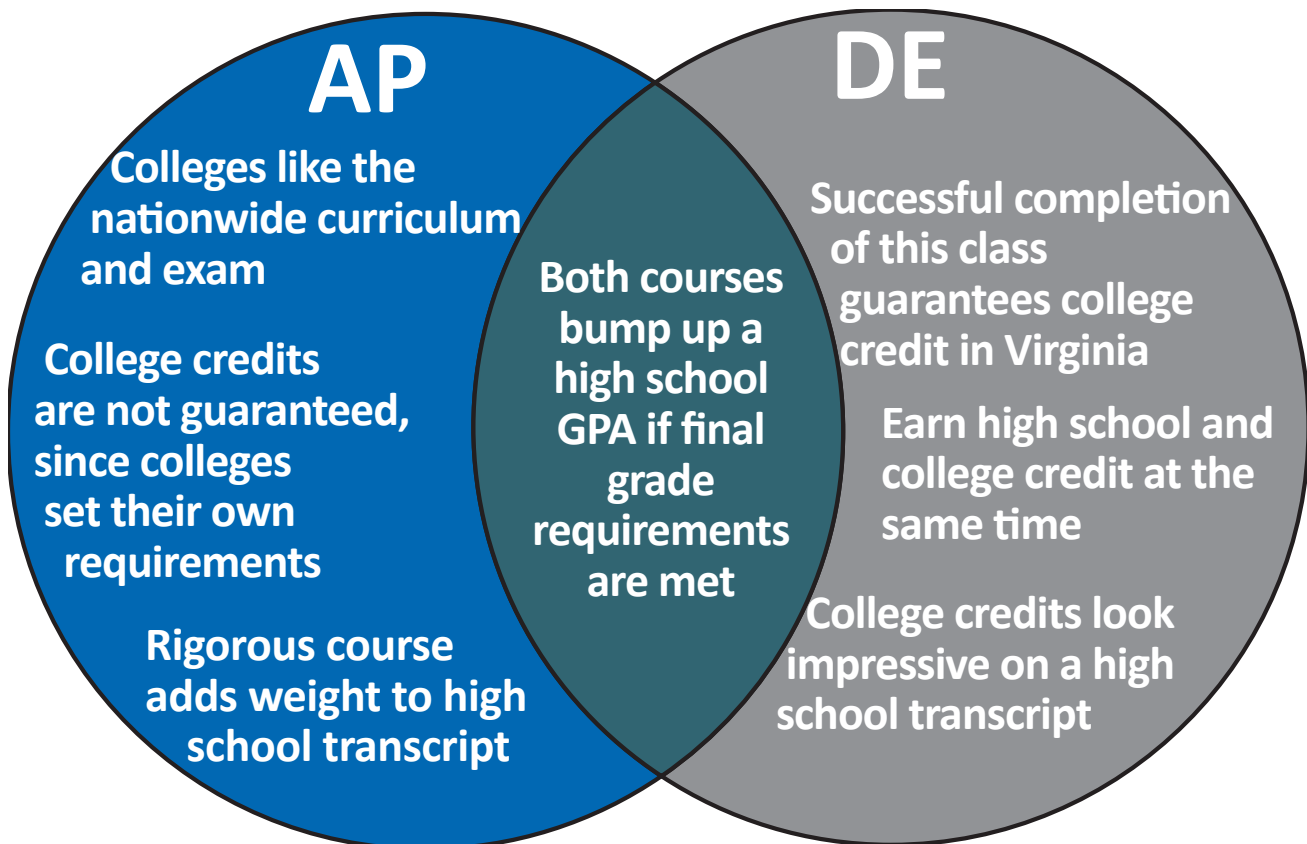 AP
Colleges like the
nationwide curriculum
and exam
College credits
are not guaranteed,
since colleges
set their own
requirements
Rigorous course
adds weight to high
school transcript
Both courses
bump up a
high school
GPA if final
grade
requirements
are met
DE
Successful completion
of this class
guarantees college
credit in Virginia
Earn high school and
college credit at the
same time
College credits look
impressive on a high
school transcript